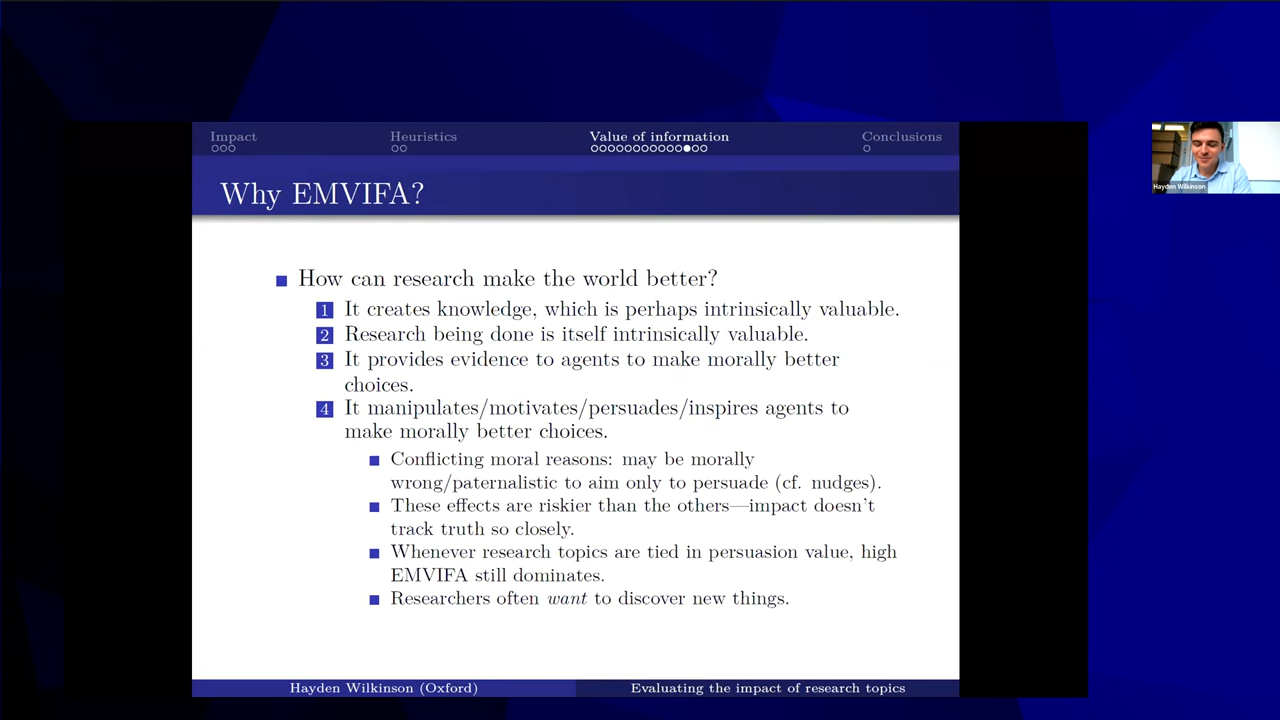 Impact Heuristics Value of information Conclusions
Why EMVIFA?
How can research make the world better?
1 It creates knowledge, which is perhaps intrinsically valuable.
2 Research being done is itself intrinsically valuable.
3 It provides evidence to agents to make morally better
choices.
4 It manipulates/motivates/persuades/inspires agents to
make morally better choices.
Conflicting moral reasons: may be morally
wrong/paternalistic to aim only to persuade (cf. nudges).
These effects are riskier than the others—impact doesn't
track truth so closely.
Whenever research topics are tied in persuasion value, high
EMVIFA still dominates.
Researchers often want to discover new things.
Hayden Wilkinson (Oxford) Evaluating the impact of research topics
Hayden Wilkinson